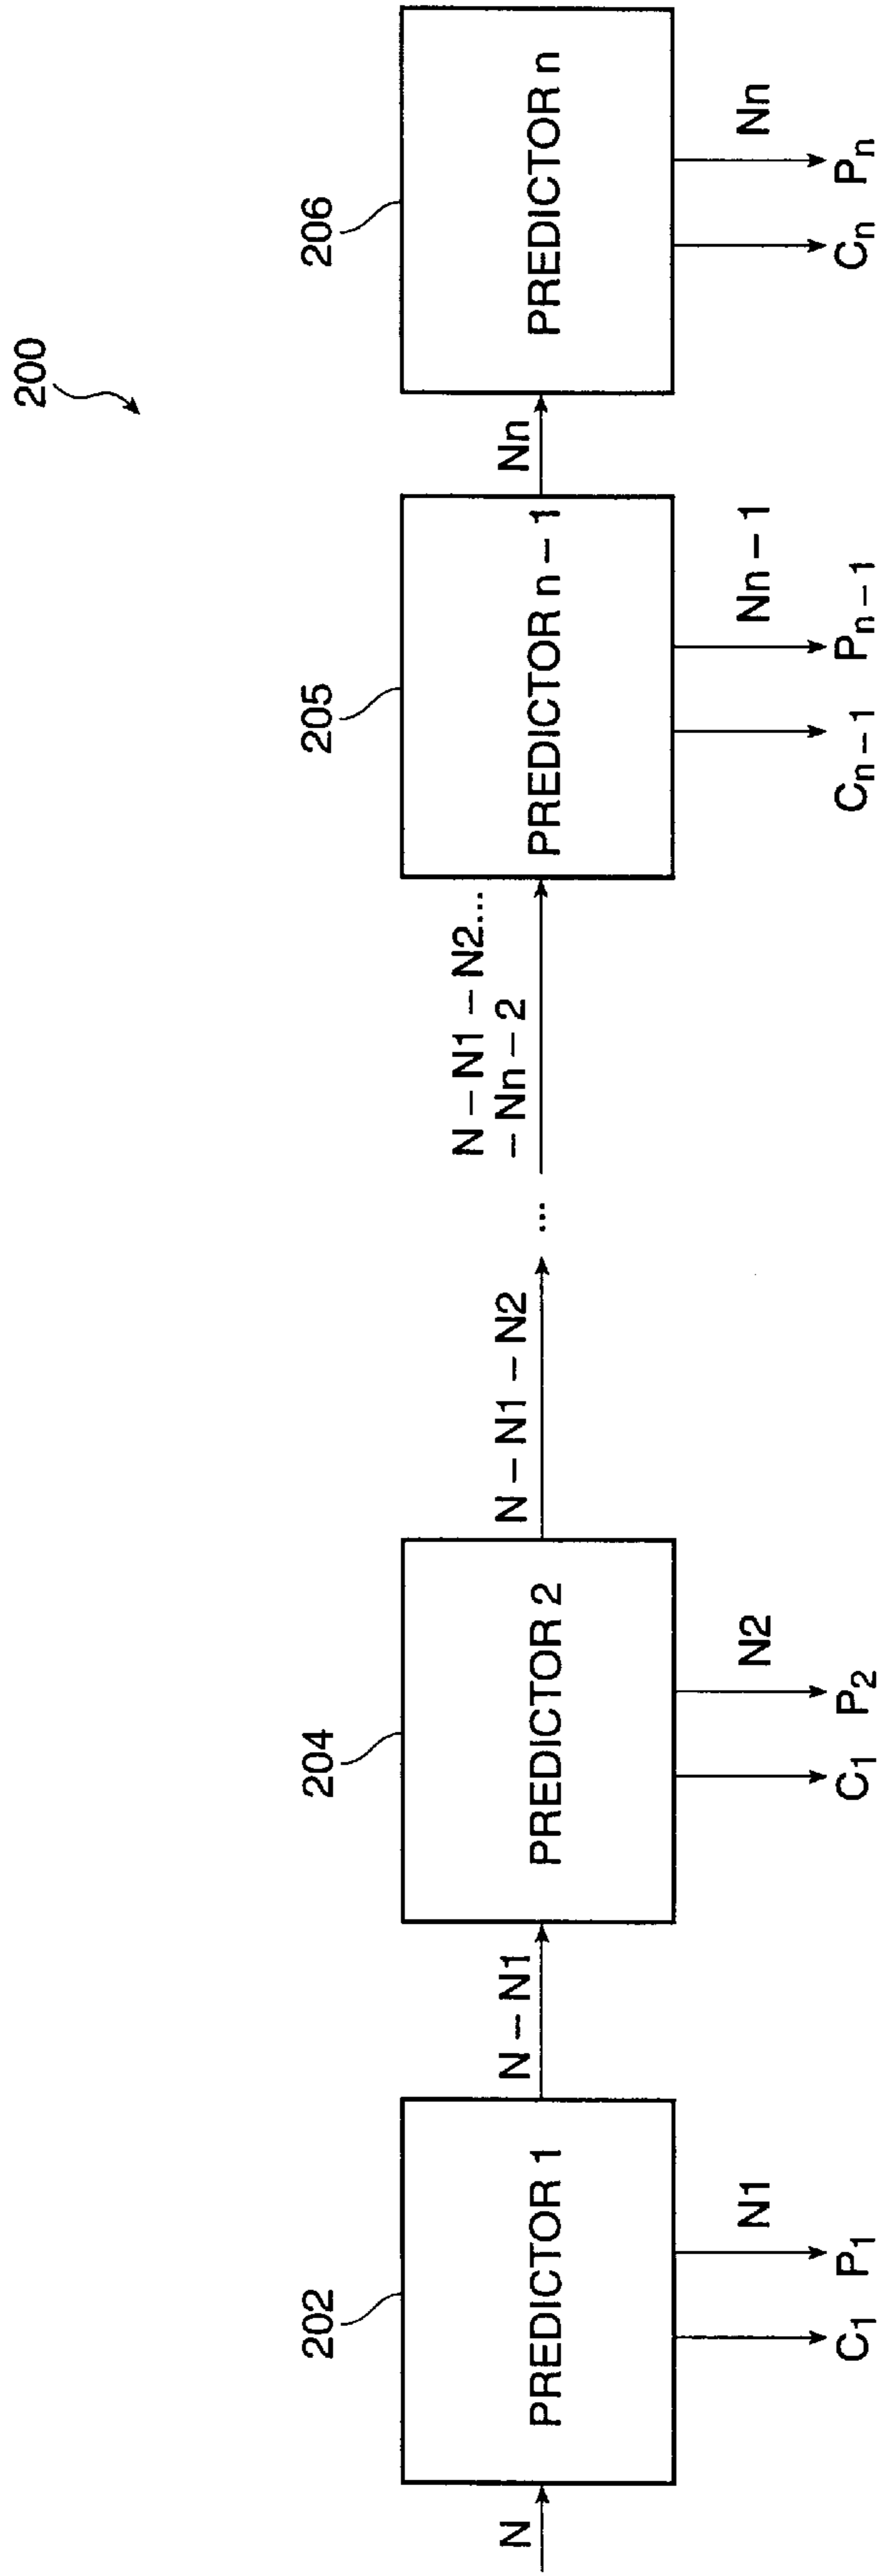 200
202
204
205
206
N
PREDICTOR 1
N – N1
PREDICTOR 2
N – N1 – N2
...
N – N1 – N2...
– Nn – 2
PREDICTOR n – 1
Nn
PREDICTOR n
N1
N2
Nn – 1
Nn
C1 P1
C1 P2
Cn – 1 Pn – 1
Cn Pn